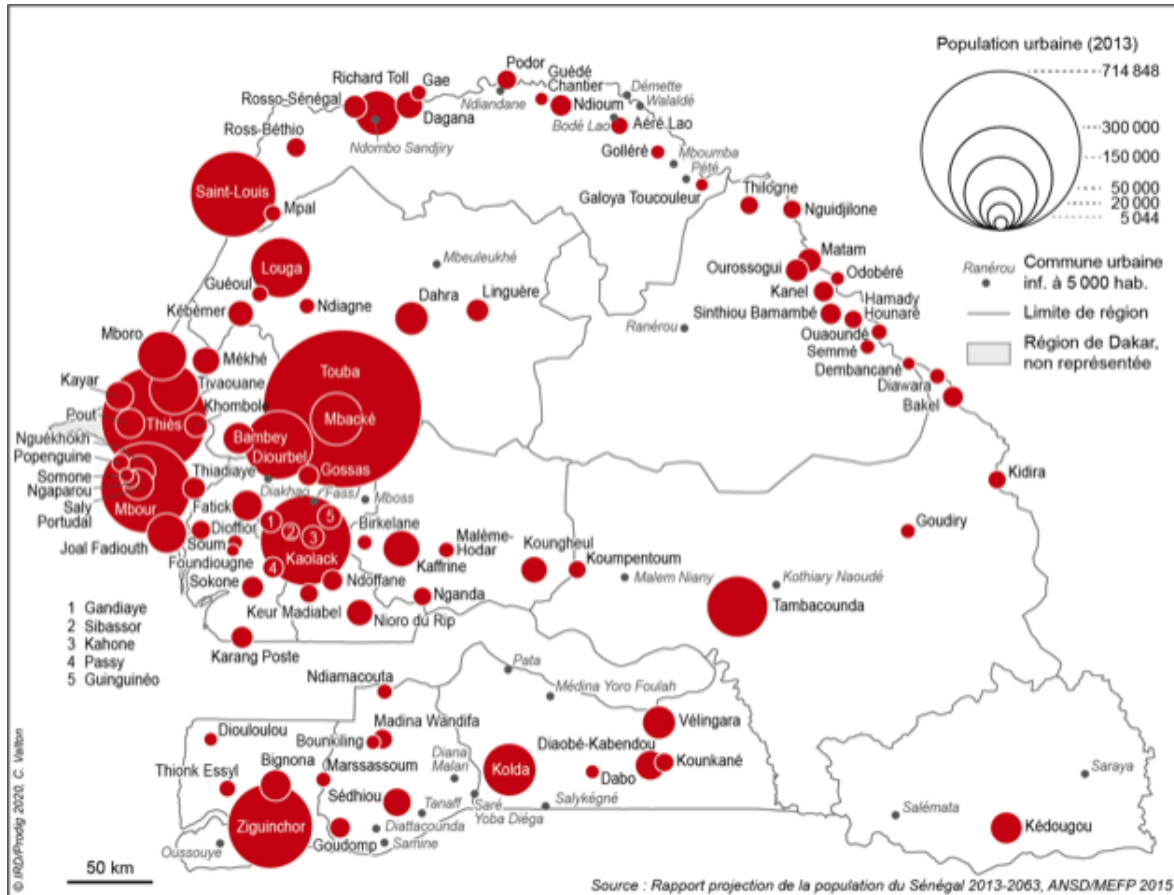 Population urbaine (2013)
714 848
300 000
150 000
50 000
20 000
5 044
Ranérou
Commune urbaine
inf. à 5 000 hab.
Limite de région
Région de Dakar,
non représentée
Podor
Guédé
Chantier
Richard Toll
Gae
Démette
Walaldé
Rosso-Sénégal
Ndiandane
Ndioum
Dagana
Bodé Lao
Aéré Lao
Ross-Béthio
Ndombo Sandjiry
Golléré
Mboumba
Pété
Saint-Louis
Galoya Toucouleur
Thilogne
Nguidjilone
Mpal
Matam
Louga
Mbeuleukhé
Ourossogui
Odobéré
Guéoul
Ndiagne
Dahra
Linguère
Kanel
Hamady
Hounaré
Kébémer
Sinthiou Bamambé
Ranérou
Ouaoundé
Mboro
Semmé
Mékhé
Touba
Dembancané
Diawara
Kayar
Tivaouane
Bakel
Pout
Thiès
Khombole
Mbacké
Nguékhokh
Bambey
Diourbel
Popenguine
Thiadiaye
Gossas
Somone
Ngaparou
Diakhao
Fass
Mboss
Kidira
Saly
Portudal
Mbour
Fatick
1
2
3
4
5
Birkelane
Goudiry
Joal Fadiouth
Dioffior
Soum
Kaolack
Malème-
Hodar
Koungheul
Koumpentoum
Foundiougne
Kaffrine
Malem Niany
Kothiary Naoudé
Sokone
Ndoffane
Tambacounda
Keur Madiabel
Nganda
Nioro du Rip
Karang Poste
1 Gandiaye
2 Sibassor
3 Kahone
4 Passy
5 Guinguinéo
Ndiamacouta
Pata
Médina Yoro Foulah
Diouloulou
Madina Wandifa
Vélingara
Bounkiling
Diana
Malari
Diaobé-Kabendou
Thionk Essyl
Bignona
Marssassoum
Kolda
Kounkané
Dabo
Saraya
Sédhiou
Tanaff
Saré
Yoba Diéga
Salykégné
Salémata
Ziguinchor
Goudomp
Diattacounda
Samine
Kédougou
Oussouye
50 km
© IRD/Prodig 2020, C. Valton
Source : Rapport projection de la population du Sénégal 2013-2063, ANSD/MEFP 2015